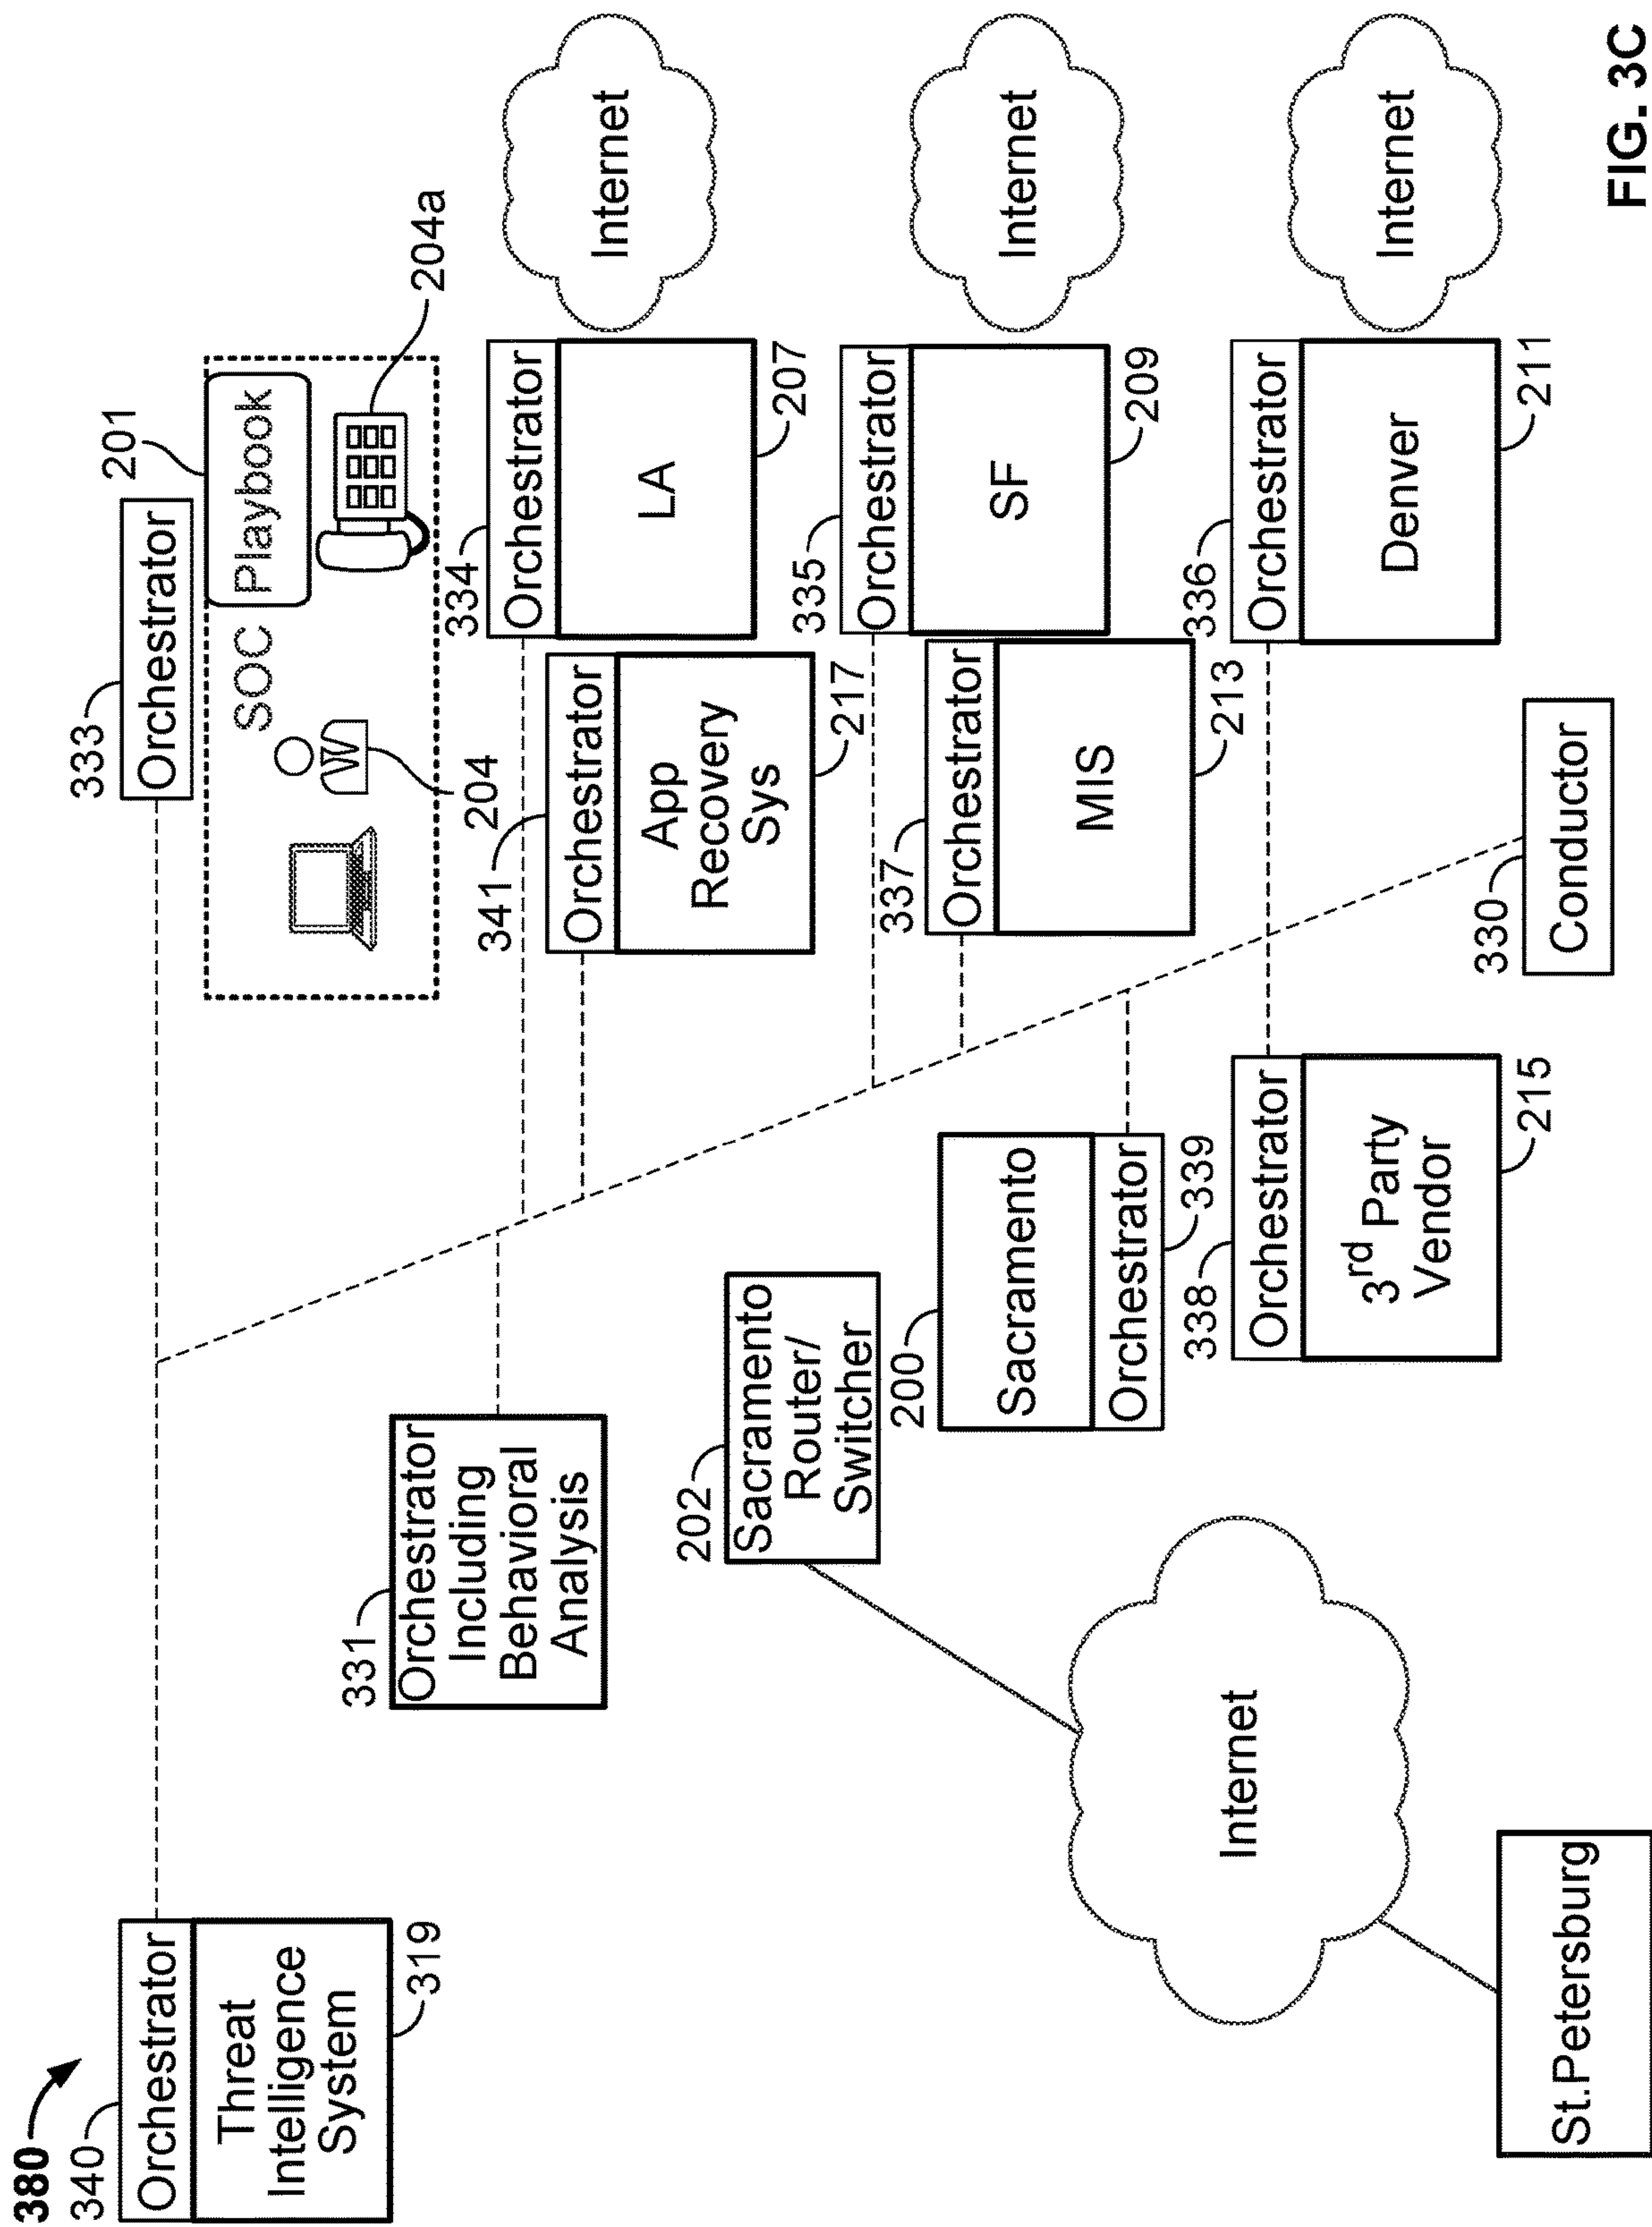 380
340
Orchestrator
Threat
Intelligence
System
319
333
Orchestrator
201
SOC
Playbook
204
204a
331
Orchestrator
Including
Behavioral
Analysis
334
Orchestrator
LA
207
Internet
341
Orchestrator
App
Recovery
Sys
217
202
Sacramento
Router/
Switcher
335
Orchestrator
SF
209
Internet
337
Orchestrator
MIS
213
200
Sacramento
Orchestrator
339
336
Orchestrator
Denver
211
Internet
338
Orchestrator
3rd Party
Vendor
215
Internet
330
Conductor
St.Petersburg
FIG. 3C